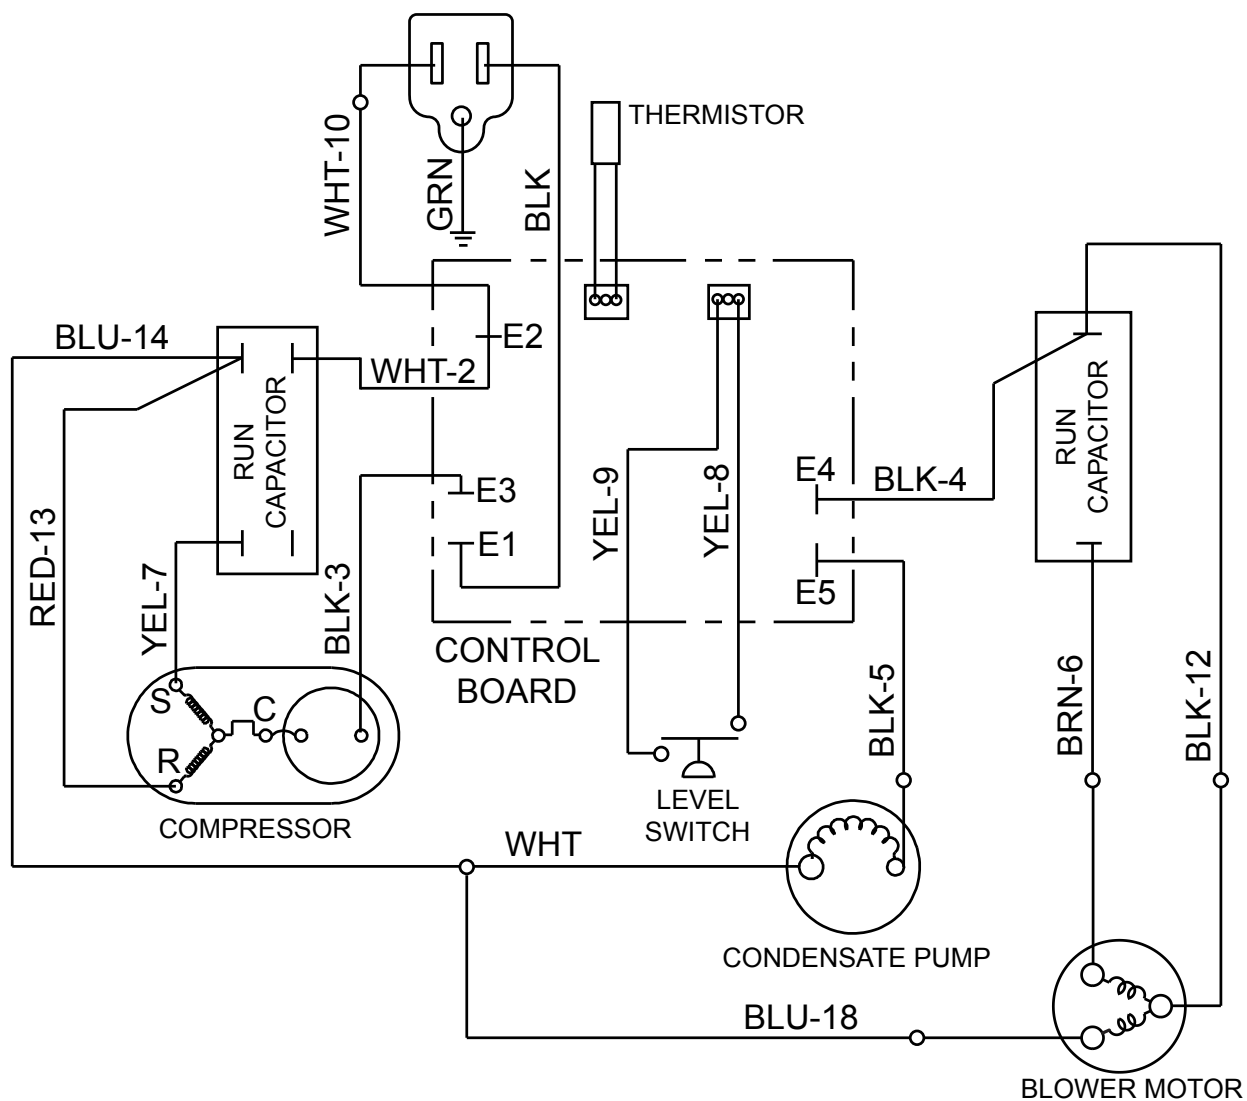 THERMISTOR
WHT-10
GRN
BLK
BLU-14
E2
WHT-2
RUN
CAPACITOR
RUN
CAPACITOR
E4
BLK-4
E3
YEL-9
YEL-8
E1
RED-13
YEL-7
BLK-3
E5
CONTROL
BOARD
BLK-5
BRN-6
BLK-12
S
C
R
COMPRESSOR
LEVEL
SWITCH
WHT
CONDENSATE PUMP
BLU-18
BLOWER MOTOR